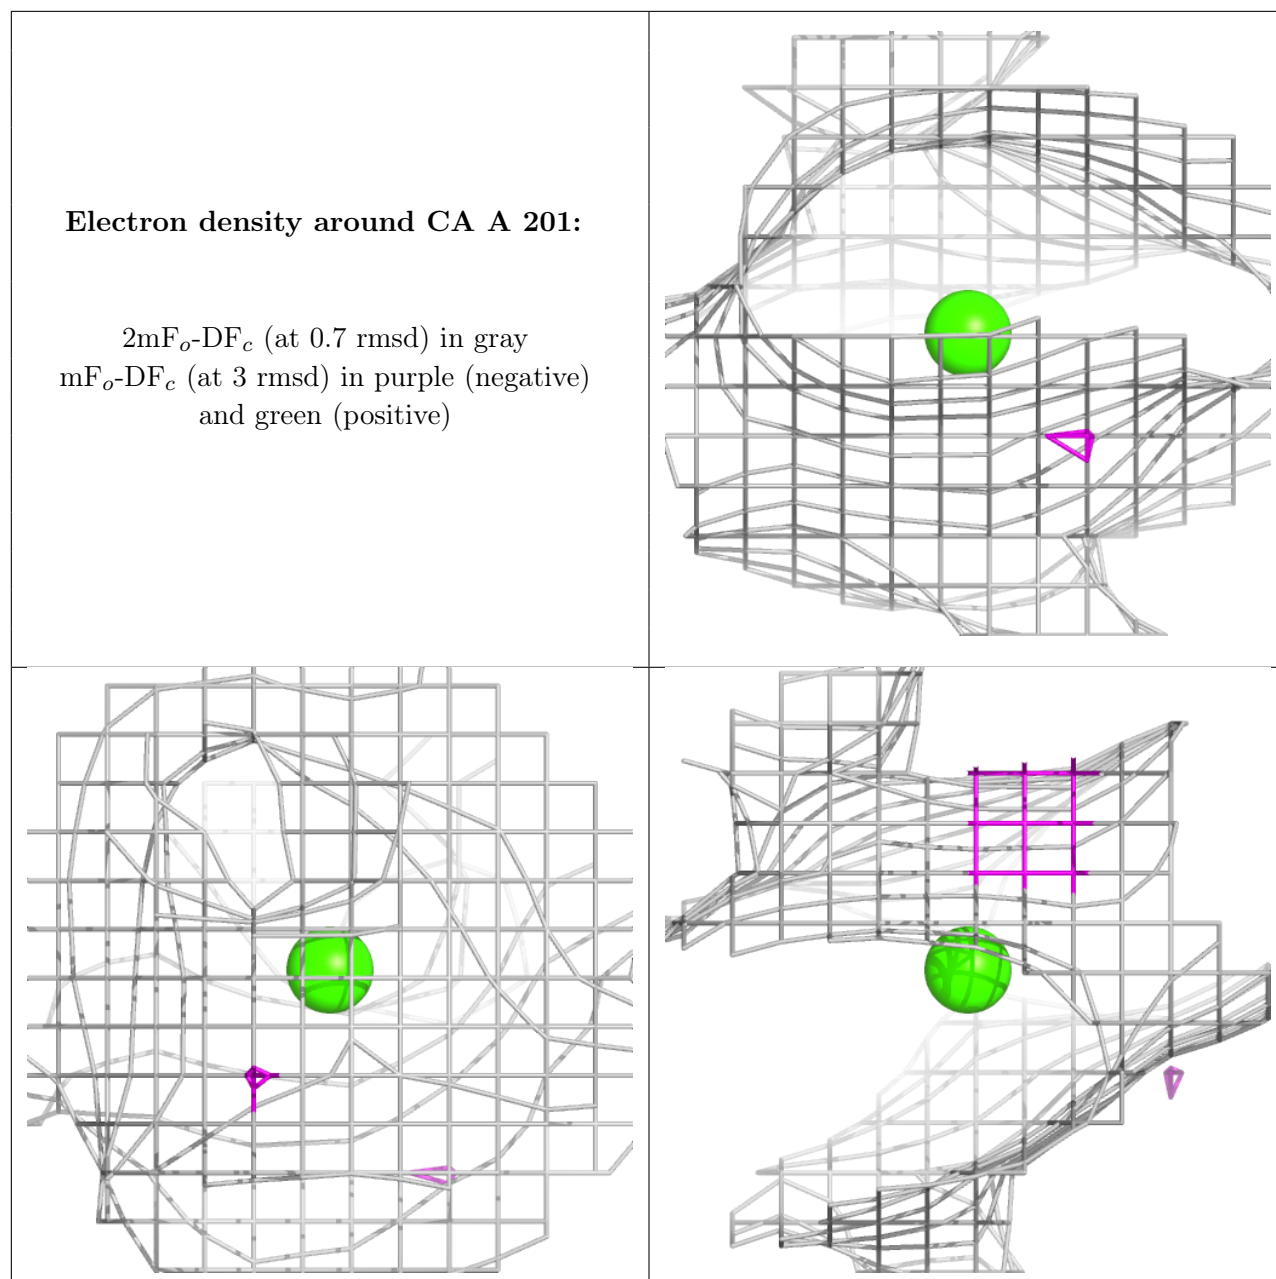 Electron density around CA A 201:
2mFo-DFc (at 0.7 rmsd) in gray
mFo-DFc (at 3 rmsd) in purple (negative)
and green (positive)